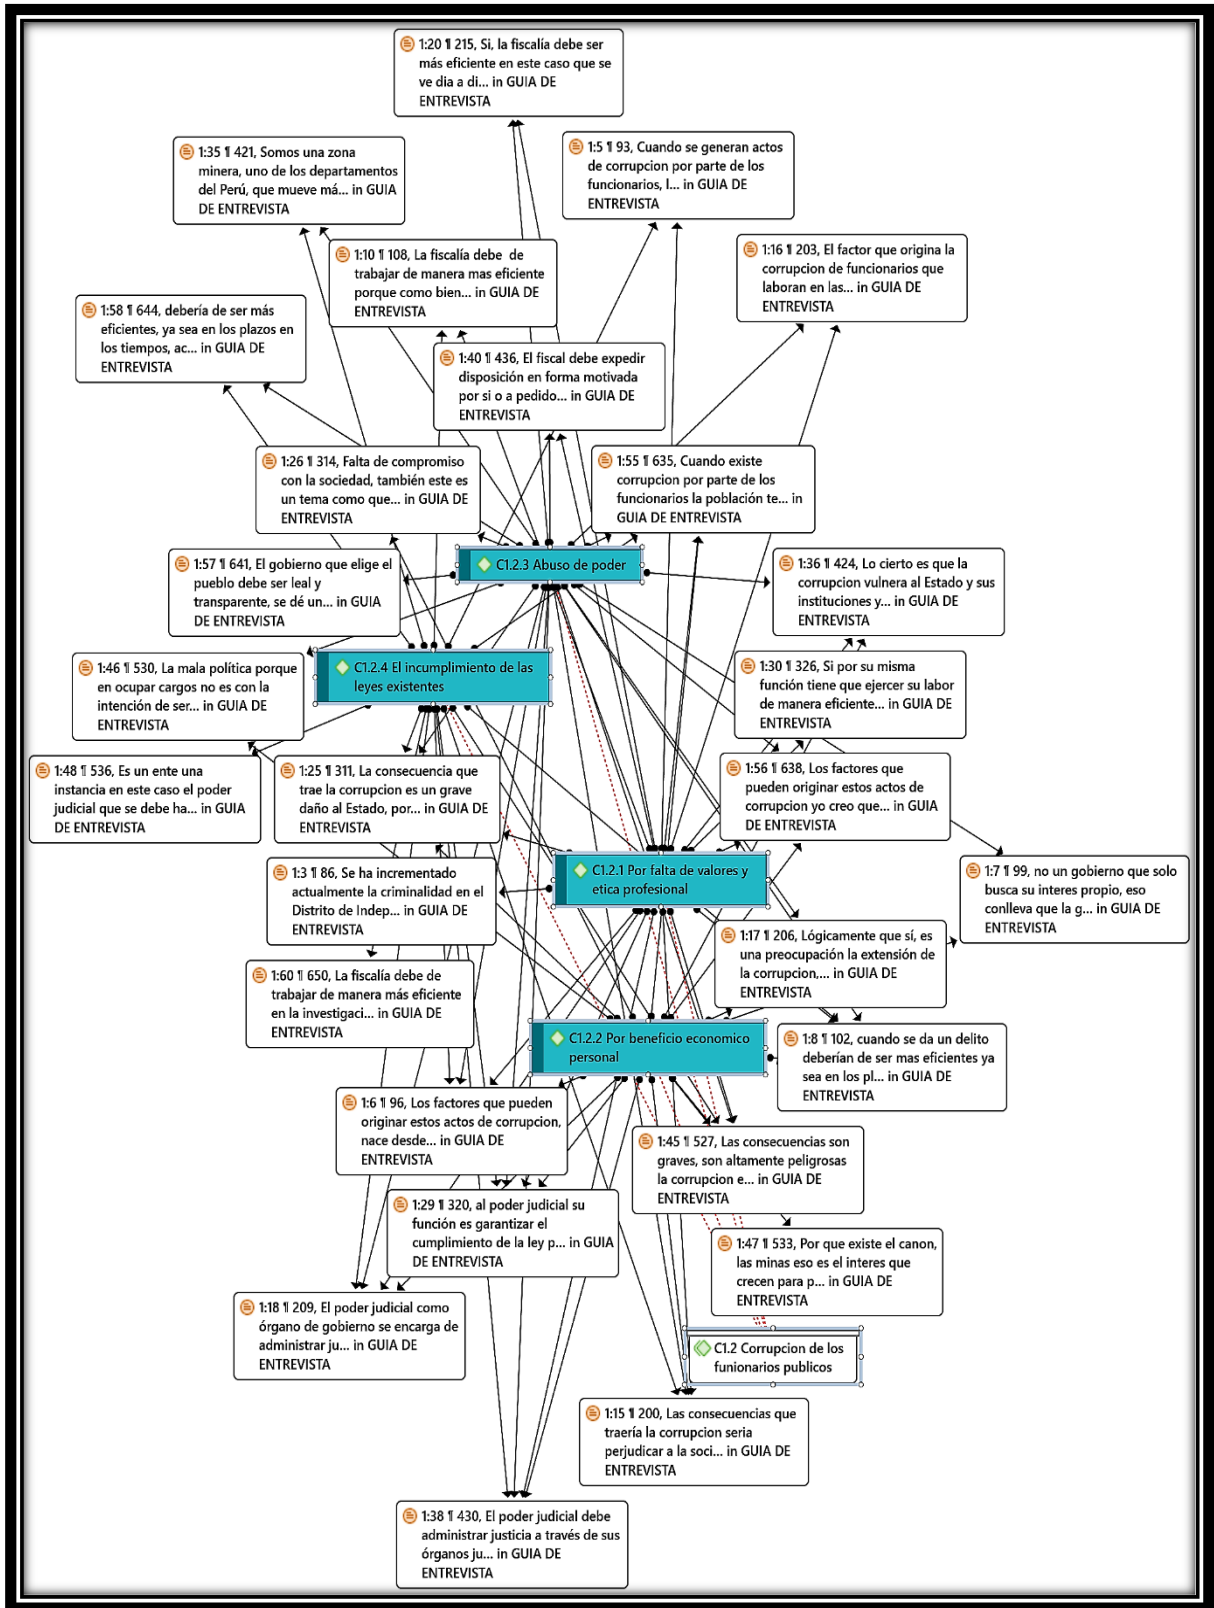 1:20 ¶ 215, Si, la fiscalía debe ser
más eficiente en este caso que se
ve dia a di... in GUIA DE
ENTREVISTA
1:35 ¶ 421, Somos una zona
minera, uno de los departamentos
del Perú, que mueve má... in GUIA
DE ENTREVISTA
1:5 ¶ 93, Cuando se generan actos
de corrupcion por parte de los
funcionarios, l... in GUIA DE
ENTREVISTA
1:10 ¶ 108, La fiscalía debe de
trabajar de manera mas eficiente
porque como bien... in GUIA DE
ENTREVISTA
1:16 ¶ 203, El factor que origina la
corrupcion de funcionarios que
laboran en las... in GUIA DE
ENTREVISTA
1:58 ¶ 644, debería de ser más
eficientes, ya sea en los plazos en
los tiempos, ac... in GUIA DE
ENTREVISTA
1:40 ¶ 436, El fiscal debe expedir
disposición en forma motivada
por si o a pedido... in GUIA DE
ENTREVISTA
1:26 ¶ 314, Falta de compromiso
con la sociedad, también este es
un tema como que... in GUIA DE
ENTREVISTA
1:55 ¶ 635, Cuando existe
corrupcion por parte de los
funcionarios la población te... in
GUIA DE ENTREVISTA
C1.2.3 Abuso de poder
1:57 ¶ 641, El gobierno que elige el
pueblo debe ser leal y
transparente, se dé un... in GUIA
DE ENTREVISTA
1:36 ¶ 424, Lo cierto es que la
corrupcion vulnera al Estado y sus
instituciones y... in GUIA DE
ENTREVISTA
C1.2.4 El incumplimiento de las
leyes existentes
1:46 ¶ 530, La mala política porque
en ocupar cargos no es con la
intención de ser... in GUIA DE
ENTREVISTA
1:30 ¶ 326, Si por su misma
función tiene que ejercer su labor
de manera eficiente... in GUIA DE
ENTREVISTA
1:48 ¶ 536, Es un ente una
instancia en este caso el poder
judicial que se debe ha... in GUIA
DE ENTREVISTA
1:25 ¶ 311, La consecuencia que
trae la corrupcion es un grave
daño al Estado, por... in GUIA DE
ENTREVISTA
1:56 ¶ 638, Los factores que
pueden originar estos actos de
corrupcion yo creo que... in GUIA
DE ENTREVISTA
C1.2.1 Por falta de valores y
etica profesional
1:3 ¶ 86, Se ha incrementado
actualmente la criminalidad en el
Distrito de Indep... in GUIA DE
ENTREVISTA
1:7 ¶ 99, no un gobierno que solo
busca su interes propio, eso
conlleva que la g... in GUIA DE
ENTREVISTA
1:17 ¶ 206, Lógicamente que sí, es
una preocupación la extensión de
la corrupcion,... in GUIA DE
ENTREVISTA
1:60 ¶ 650, La fiscalía debe de
trabajar de manera más eficiente
en la investigaci... in GUIA DE
ENTREVISTA
C1.2.2 Por beneficio economico
personal
1:8 ¶ 102, cuando se da un delito
deberían de ser mas eficientes ya
sea en los pl... in GUIA DE
ENTREVISTA
1:6 ¶ 96, Los factores que pueden
originar estos actos de corrupcion,
nace desde... in GUIA DE
ENTREVISTA
1:45 ¶ 527, Las consecuencias son
graves, son altamente peligrosas
la corrupcion e... in GUIA DE
ENTREVISTA
1:29 ¶ 320, al poder judicial su
función es garantizar el
cumplimiento de la ley p... in GUIA
DE ENTREVISTA
1:47 ¶ 533, Por que existe el canon,
las minas eso es el interes que
crecen para p... in GUIA DE
ENTREVISTA
1:18 ¶ 209, El poder judicial como
órgano de gobierno se encarga de
administrar ju... in GUIA DE
ENTREVISTA
C1.2 Corrupcion de los
funionarios publicos
1:15 ¶ 200, Las consecuencias que
traería la corrupcion seria
perjudicar a la soci... in GUIA DE
ENTREVISTA
1:38 ¶ 430, El poder judicial debe
administrar justicia a través de sus
órganos ju... in GUIA DE
ENTREVISTA